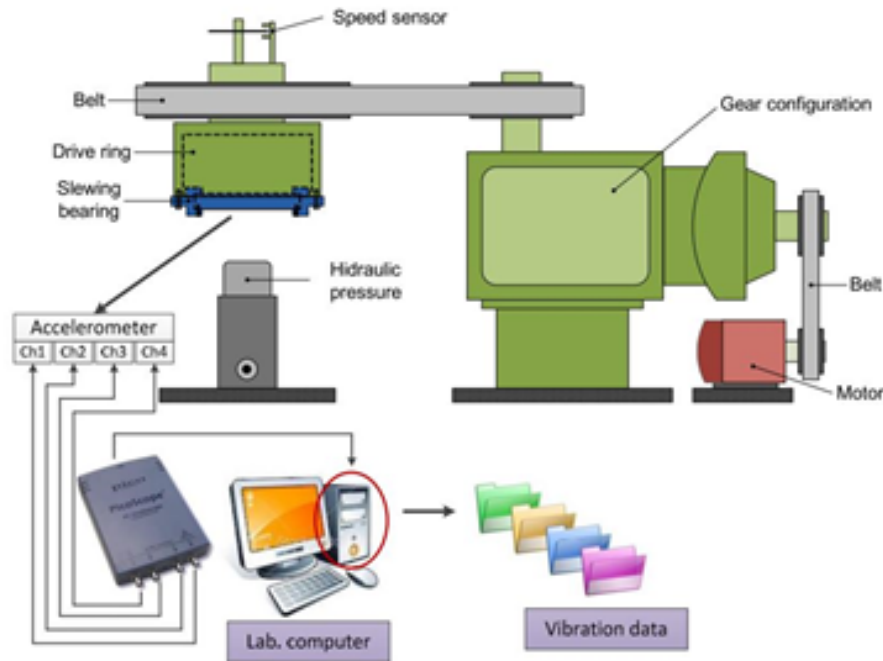 Speed sensor
Belt
Gear configuration
Drive ring
Slewing
bearing
Hidraulic
pressure
Belt
Accelerometer
Ch1 Ch2 Ch3 Ch4
Motor
PicoScope
Lab. computer
Vibration data